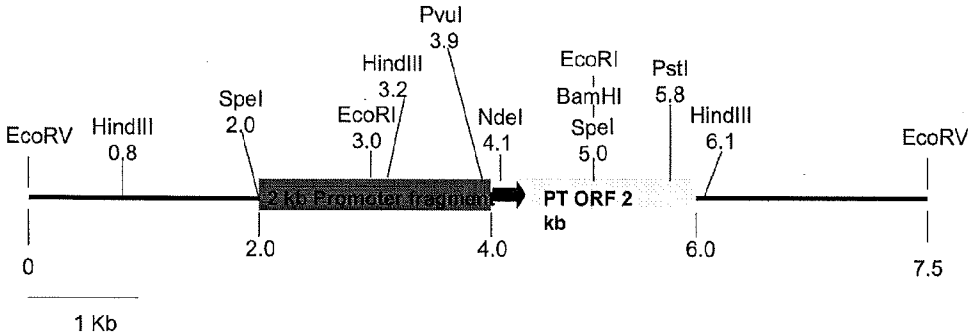 PvuI
3.9
HindIII
3.2
EcoRI
BamHI
SpeI
5.0
PstI
5.8
SpeI
2.0
EcoRI
3.0
NdeI
4.1
HindIII
6.1
EcoRV
HindIII
0.8
EcoRV
2 kb Promoter fragment
PT ORF 2
kb
0
2.0
4.0
6.0
7.5
1 Kb